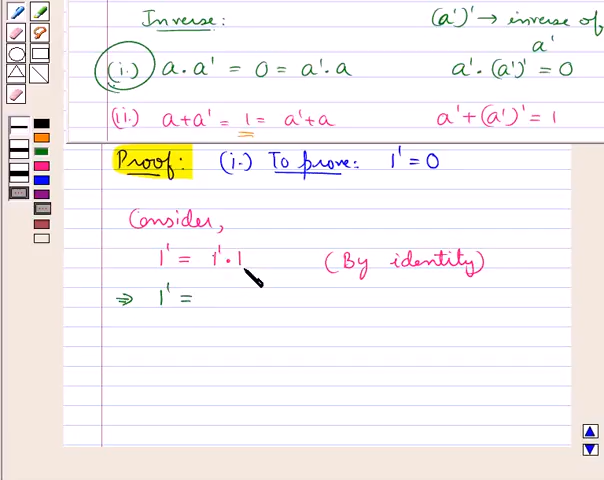 Inverse: (a')' → inverse of a'
(i.) a . a' = 0 = a' . a a' . (a')' = 0
(ii.) a + a' = 1 = a' + a a' + (a')' = 1
Proof: (i.) To prove: 1' = 0
Consider,
1' = 1' . 1 (By identity)
⇒ 1' =